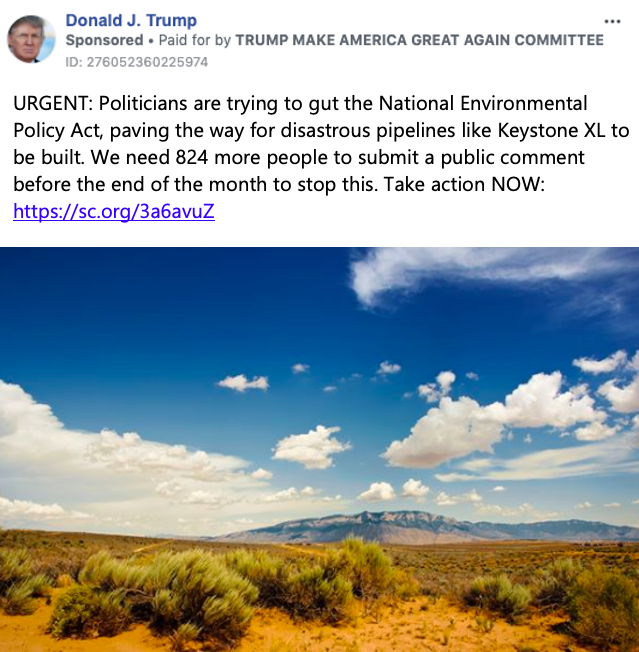 Donald J. Trump
Sponsored • Paid for by TRUMP MAKE AMERICA GREAT AGAIN COMMITTEE
ID: 276052360225974
URGENT: Politicians are trying to gut the National Environmental
Policy Act, paving the way for disastrous pipelines like Keystone XL to
be built. We need 824 more people to submit a public comment
before the end of the month to stop this. Take action NOW:
https://sc.org/3a6avuZ